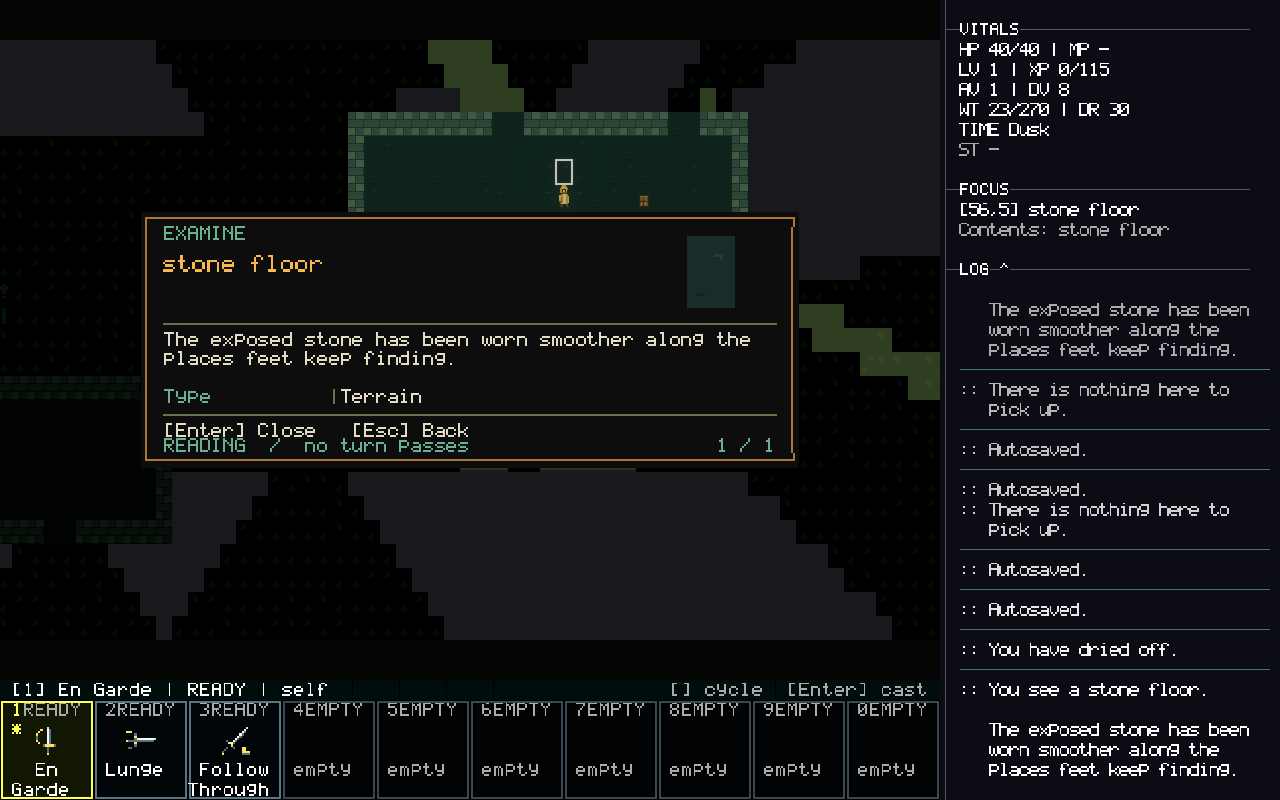 EXAMINE
stone floor
The exposed stone has been worn smoother along the
places feet keep finding.
Type | Terrain
[Enter] Close [Esc] Back
READING / no turn passes 1 / 1
VITALS
HP 40/40 | MP -
LV 1 | XP 0/115
AV 1 | DV 8
WT 23/270 | DR 30
TIME Dusk
ST -
FOCUS
[56,5] stone floor
Contents: stone floor
LOG ^
The exposed stone has been
worn smoother along the
places feet keep finding.
:: There is nothing here to
pick up.
:: Autosaved.
:: Autosaved.
:: There is nothing here to
pick up.
:: Autosaved.
:: Autosaved.
:: You have dried off.
:: You see a stone floor.
The exposed stone has been
worn smoother along the
places feet keep finding.
[1] En Garde | READY | self [] cycle [Enter] cast
1READY 2READY 3READY 4EMPTY 5EMPTY 6EMPTY 7EMPTY 8EMPTY 9EMPTY 0EMPTY
*
En Lunge Follow empty empty empty empty empty empty empty
Garde Through